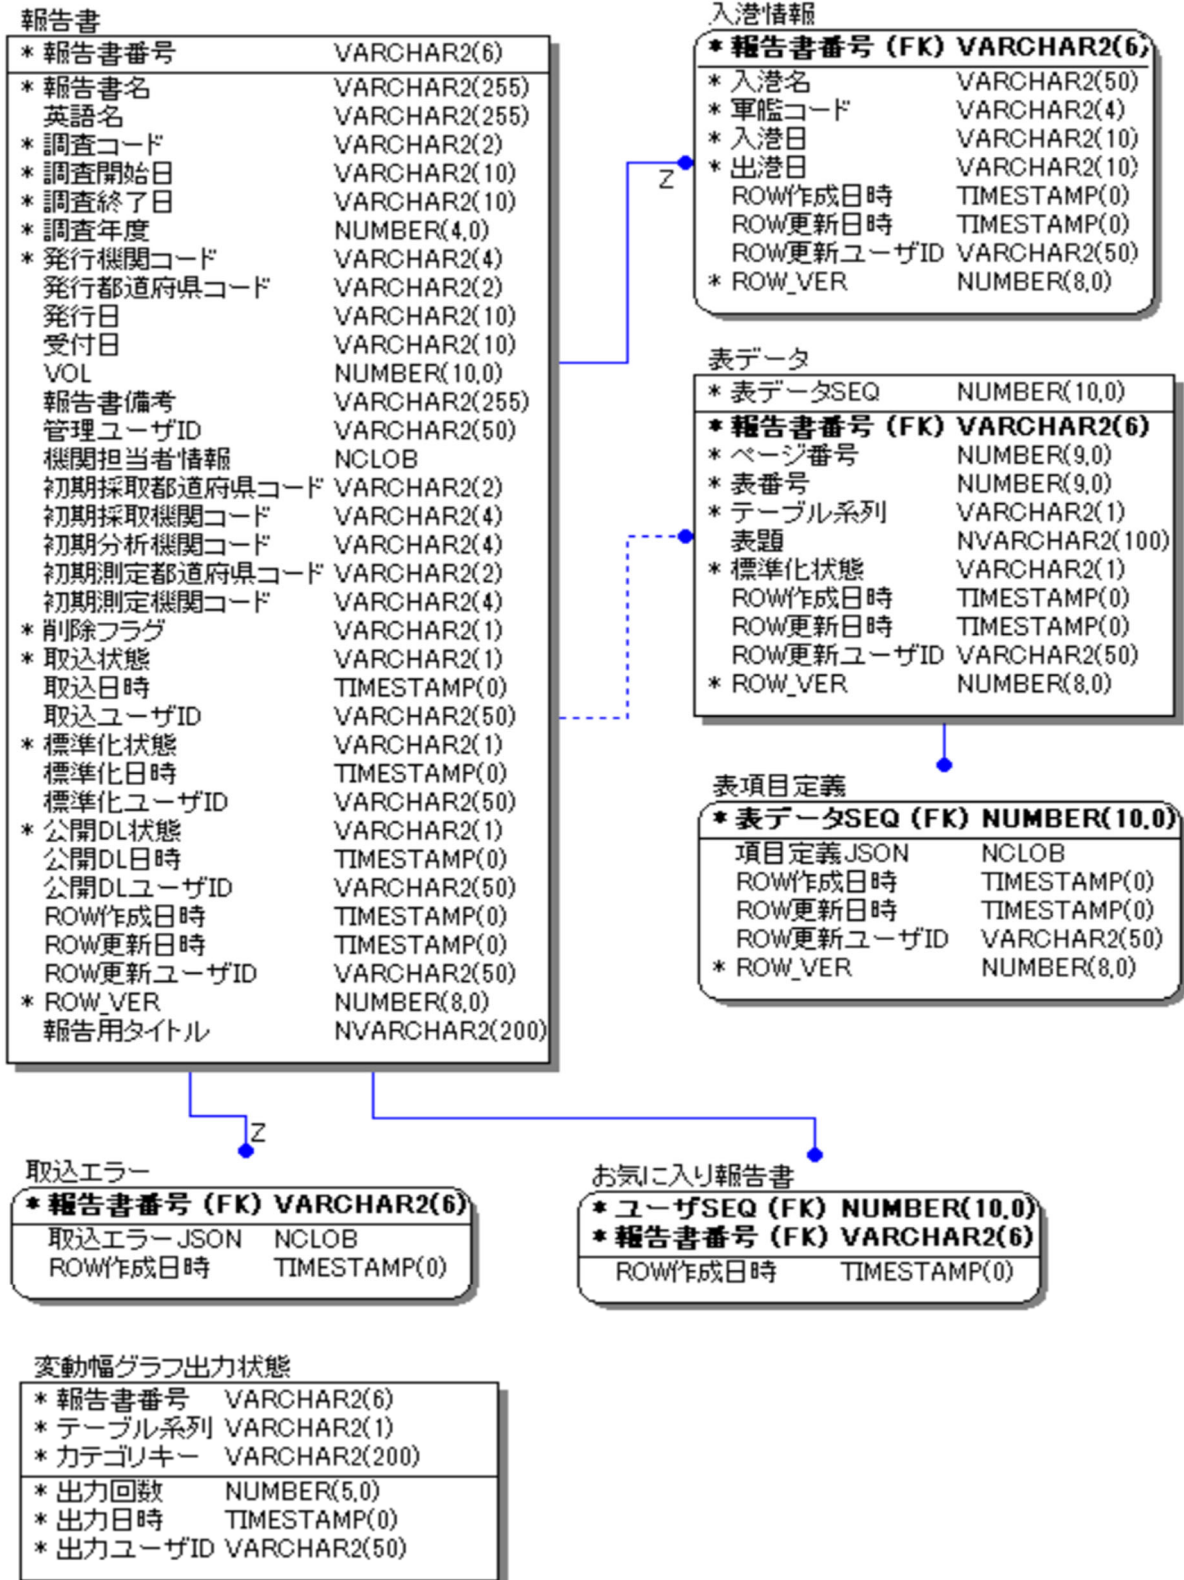 報告書
* 報告書番号 VARCHAR2(6)
* 報告書名 VARCHAR2(255)
英語名 VARCHAR2(255)
* 調査コード VARCHAR2(2)
* 調査開始日 VARCHAR2(10)
* 調査終了日 VARCHAR2(10)
* 調査年度 NUMBER(4,0)
* 発行機関コード VARCHAR2(4)
発行都道府県コード VARCHAR2(2)
発行日 VARCHAR2(10)
受付日 VARCHAR2(10)
VOL NUMBER(10,0)
報告書備考 VARCHAR2(255)
管理ユーザID VARCHAR2(50)
機関担当者情報 NCLOB
初期採取都道府県コード VARCHAR2(2)
初期採取機関コード VARCHAR2(4)
初期分析機関コード VARCHAR2(4)
初期測定都道府県コード VARCHAR2(2)
初期測定機関コード VARCHAR2(4)
* 削除フラグ VARCHAR2(1)
* 取込状態 VARCHAR2(1)
取込日時 TIMESTAMP(0)
取込ユーザID VARCHAR2(50)
* 標準化状態 VARCHAR2(1)
標準化日時 TIMESTAMP(0)
標準化ユーザID VARCHAR2(50)
* 公開DL状態 VARCHAR2(1)
公開DL日時 TIMESTAMP(0)
公開DLユーザID VARCHAR2(50)
ROW作成日時 TIMESTAMP(0)
ROW更新日時 TIMESTAMP(0)
ROW更新ユーザID VARCHAR2(50)
* ROW_VER NUMBER(8,0)
報告用タイトル NVARCHAR2(200)
入港情報
* 報告書番号 (FK) VARCHAR2(6)
* 入港名 VARCHAR2(50)
* 軍艦コード VARCHAR2(4)
* 入港日 VARCHAR2(10)
* 出港日 VARCHAR2(10)
ROW作成日時 TIMESTAMP(0)
ROW更新日時 TIMESTAMP(0)
ROW更新ユーザID VARCHAR2(50)
* ROW_VER NUMBER(8,0)
Z
表データ
* 表データSEQ NUMBER(10,0)
* 報告書番号 (FK) VARCHAR2(6)
* ページ番号 NUMBER(9,0)
* 表番号 NUMBER(9,0)
* テーブル系列 VARCHAR2(1)
表題 NVARCHAR2(100)
* 標準化状態 VARCHAR2(1)
ROW作成日時 TIMESTAMP(0)
ROW更新日時 TIMESTAMP(0)
ROW更新ユーザID VARCHAR2(50)
* ROW_VER NUMBER(8,0)
表項目定義
* 表データSEQ (FK) NUMBER(10,0)
項目定義JSON NCLOB
ROW作成日時 TIMESTAMP(0)
ROW更新日時 TIMESTAMP(0)
ROW更新ユーザID VARCHAR2(50)
* ROW_VER NUMBER(8,0)
Z
取込エラー
* 報告書番号 (FK) VARCHAR2(6)
取込エラーJSON NCLOB
ROW作成日時 TIMESTAMP(0)
お気に入り報告書
* ユーザSEQ (FK) NUMBER(10,0)
* 報告書番号 (FK) VARCHAR2(6)
ROW作成日時 TIMESTAMP(0)
変動幅グラフ出力状態
* 報告書番号 VARCHAR2(6)
* テーブル系列 VARCHAR2(1)
* カテゴリキー VARCHAR2(200)
* 出力回数 NUMBER(5,0)
* 出力日時 TIMESTAMP(0)
* 出力ユーザID VARCHAR2(50)